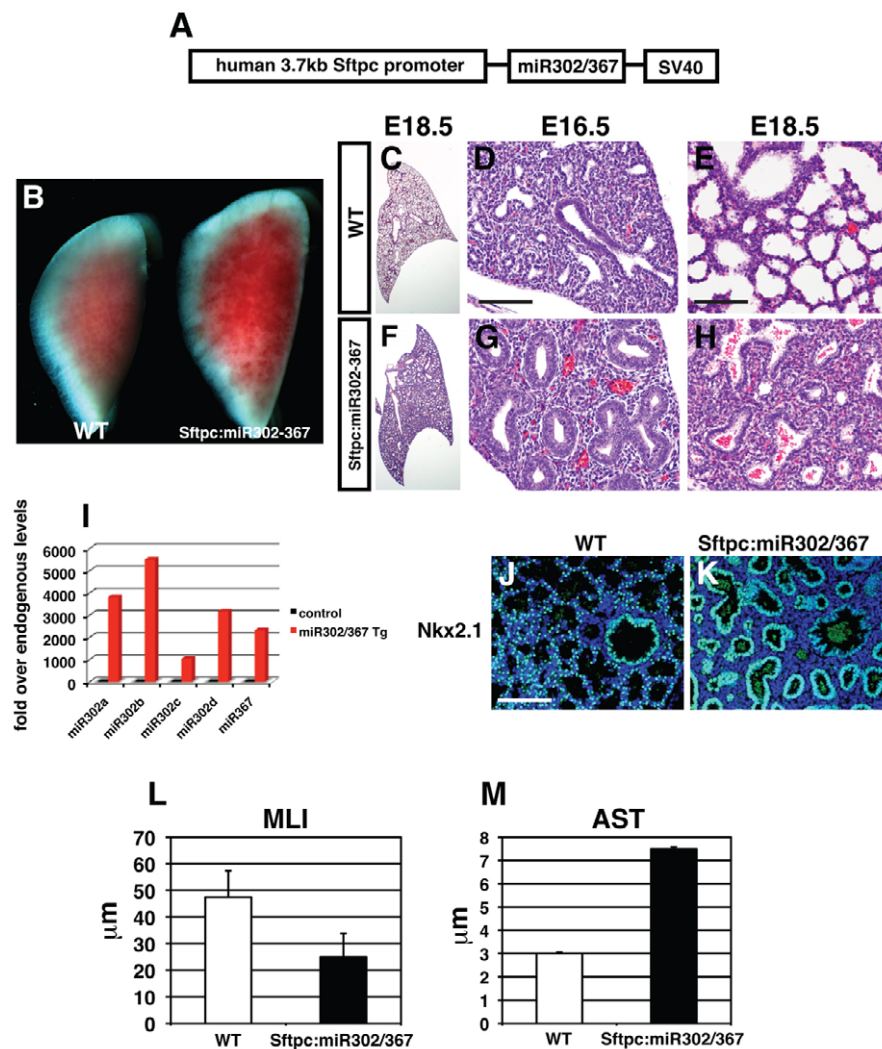 A
human 3.7kb Sftpc promoter
miR302/367
SV40
E18.5
E16.5
E18.5
B
WT
Sftpc:miR302-367
WT
C
D
E
Sftpc:miR302-367
F
G
H
I
fold over endogenous levels
6000
5000
4000
3000
2000
1000
0
miR302a
miR302b
miR302c
miR302d
miR367
control
miR302/367 Tg
WT
Sftpc:miR302/367
Nkx2.1
J
K
L
MLI
μm
70
60
50
40
30
20
10
0
WT
Sftpc:miR302/367
M
AST
μm
8
7
6
5
4
3
2
1
0
WT
Sftpc:miR302/367